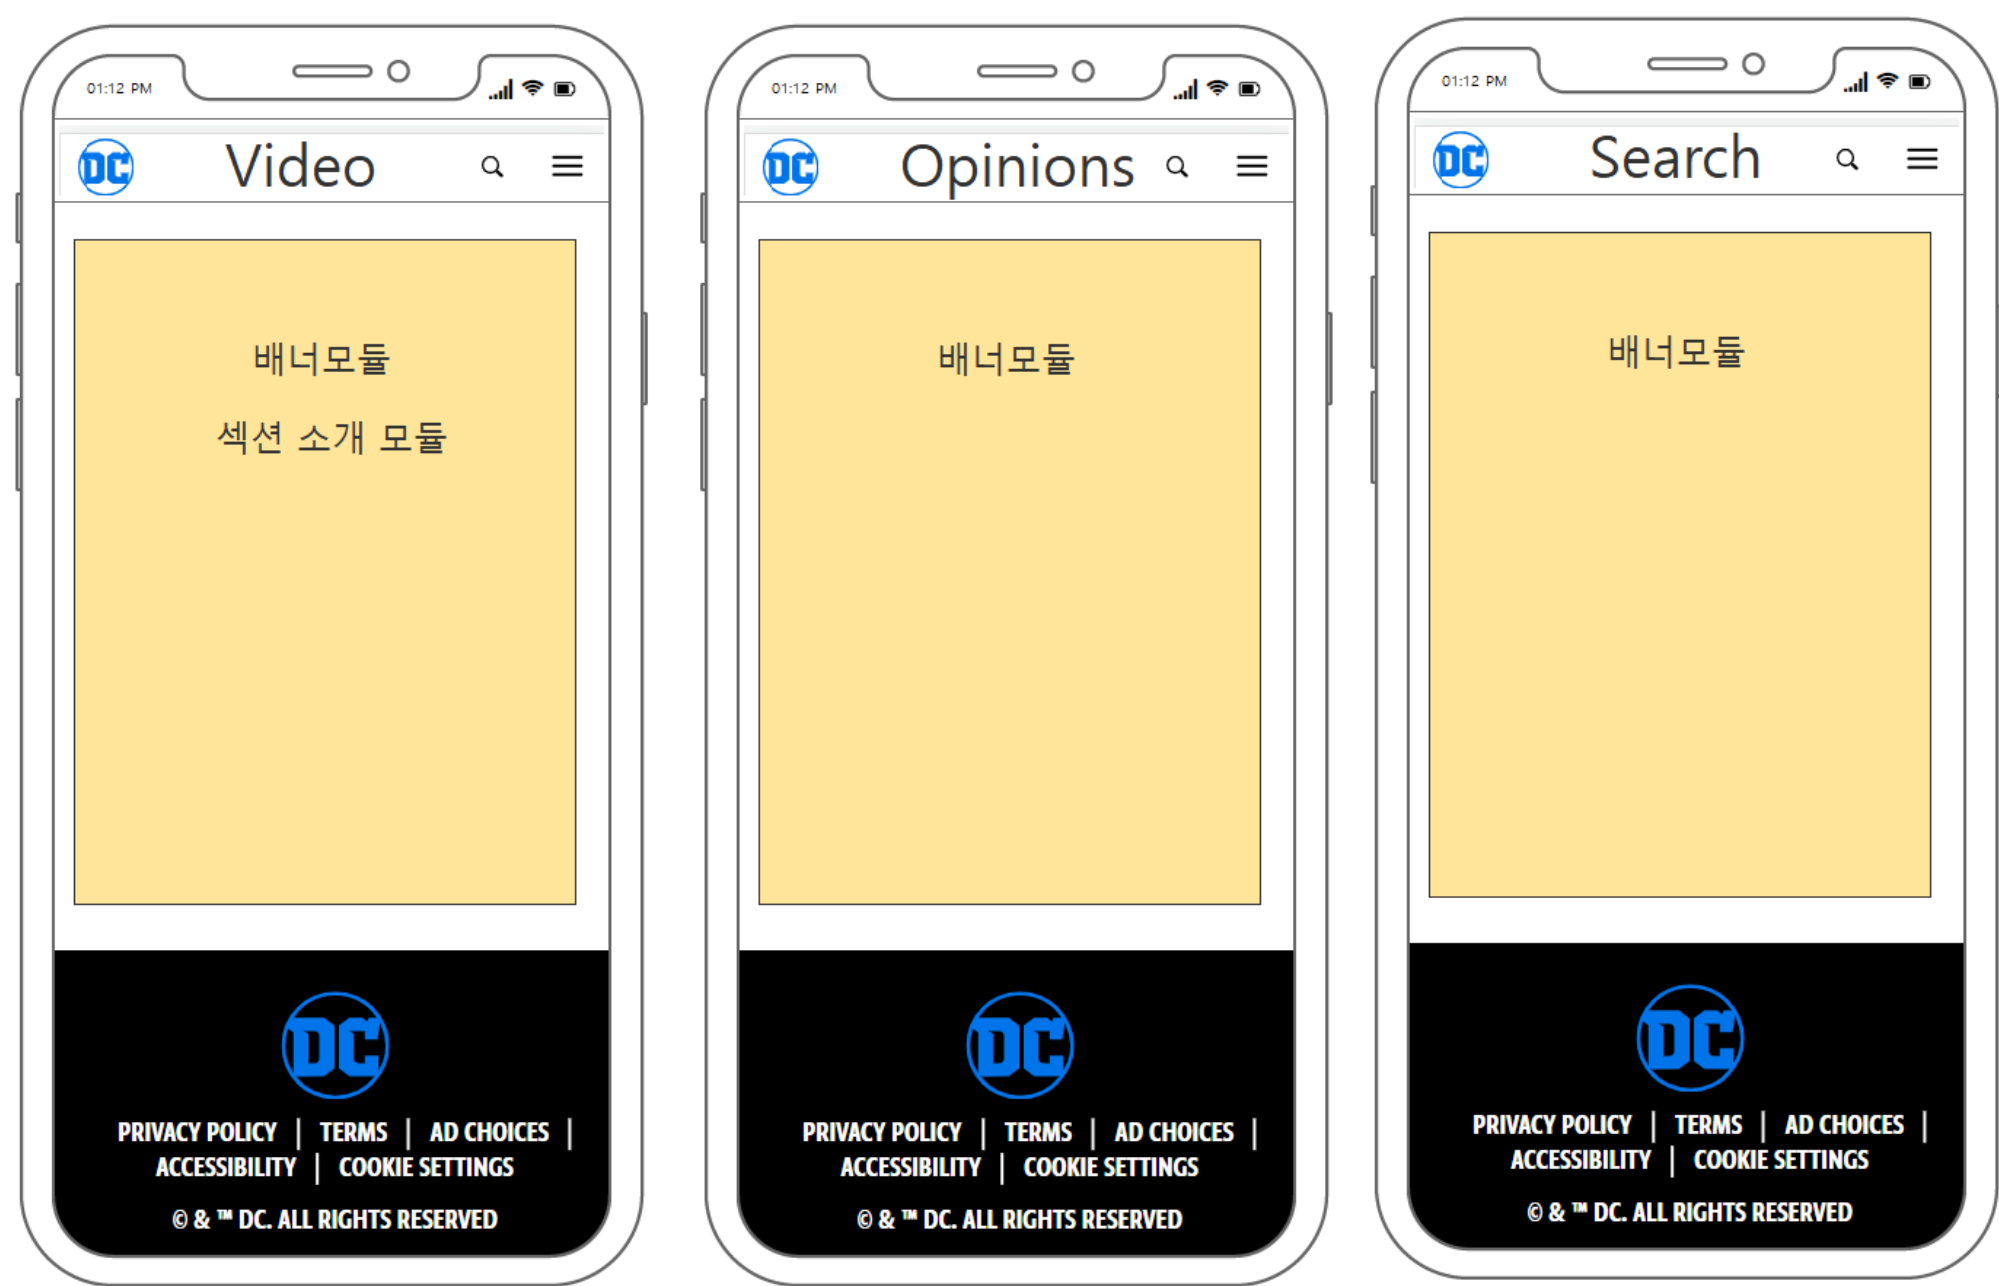 01:12 PM
DC
Video
배너모듈
섹션 소개 모듈
DC
PRIVACY POLICY | TERMS | AD CHOICES |
ACCESSIBILITY | COOKIE SETTINGS
© & ™ DC. ALL RIGHTS RESERVED
01:12 PM
DC
Opinions
배너모듈
DC
PRIVACY POLICY | TERMS | AD CHOICES |
ACCESSIBILITY | COOKIE SETTINGS
© & ™ DC. ALL RIGHTS RESERVED
01:12 PM
DC
Search
배너모듈
DC
PRIVACY POLICY | TERMS | AD CHOICES |
ACCESSIBILITY | COOKIE SETTINGS
© & ™ DC. ALL RIGHTS RESERVED